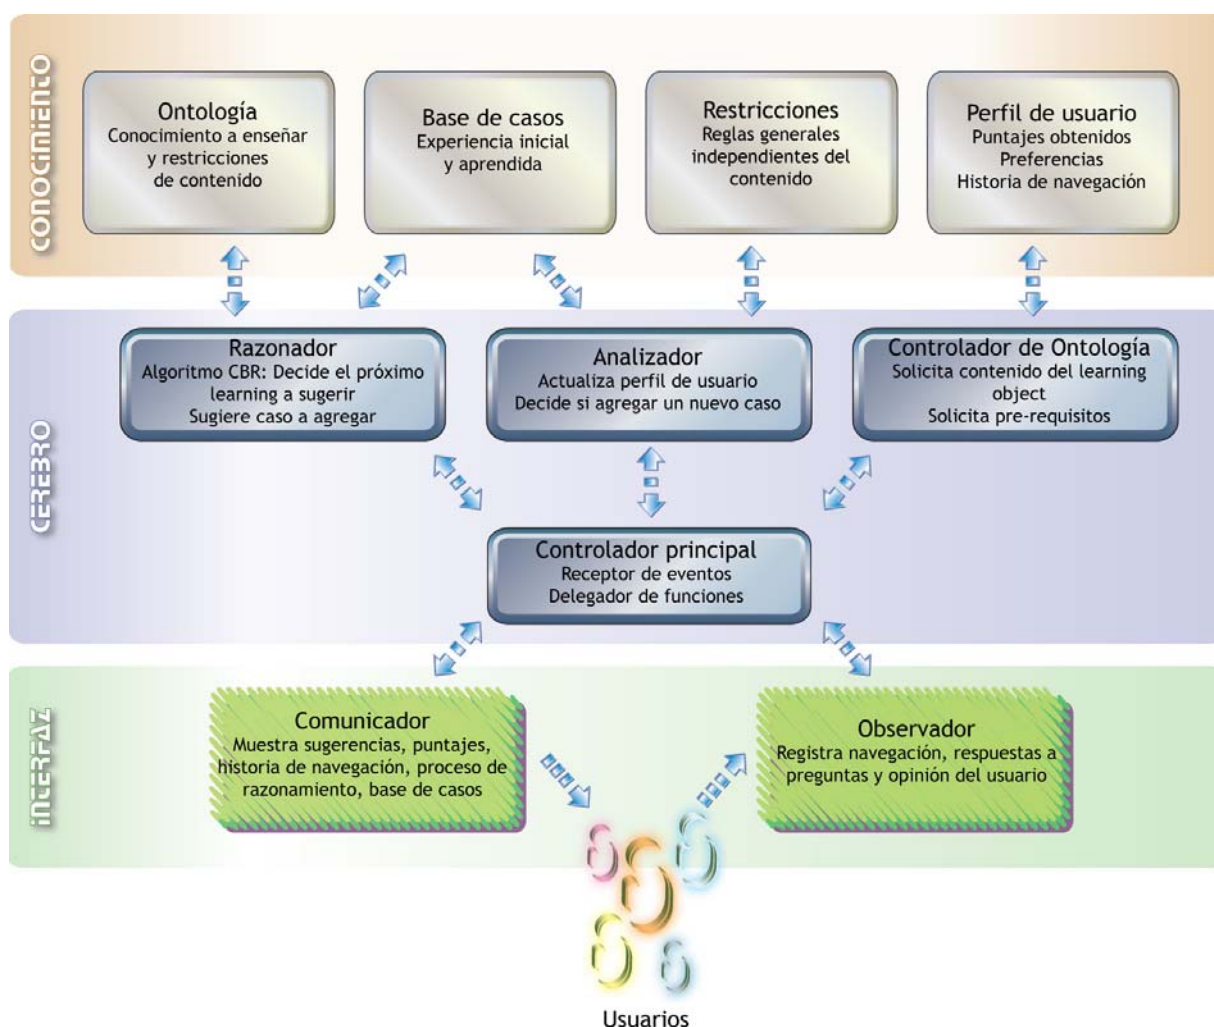 CONOCIMIENTO
Ontología
Conocimiento a enseñar
y restricciones
de contenido
Base de casos
Experiencia inicial
y aprendida
Restricciones
Reglas generales
independientes del
contenido
Perfil de usuario
Puntajes obtenidos
Preferencias
Historia de navegación
CEREBRO
Razonador
Algoritmo CBR: Decide el próximo
learning a sugerir
Sugiere caso a agregar
Analizador
Actualiza perfil de usuario
Decide si agregar un nuevo caso
Controlador de Ontología
Solicita contenido del learning
object
Solicita pre-requisitos
Controlador principal
Receptor de eventos
Delegador de funciones
INTERFAZ
Comunicador
Muestra sugerencias, puntajes,
historia de navegación, proceso de
razonamiento, base de casos
Observador
Registra navegación, respuestas a
preguntas y opinión del usuario
Usuarios